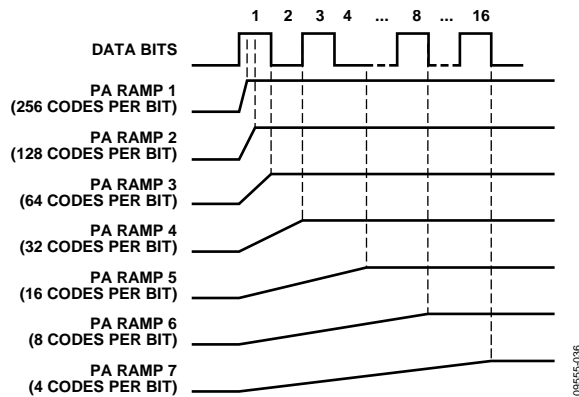 1 2 3 4 ... 8 ... 16
DATA BITS
PA RAMP 1
(256 CODES PER BIT)
PA RAMP 2
(128 CODES PER BIT)
PA RAMP 3
(64 CODES PER BIT)
PA RAMP 4
(32 CODES PER BIT)
PA RAMP 5
(16 CODES PER BIT)
PA RAMP 6
(8 CODES PER BIT)
PA RAMP 7
(4 CODES PER BIT)
09555-036